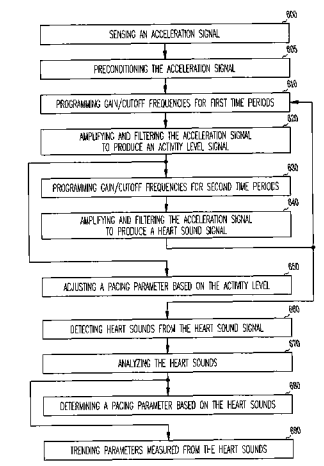 600
SENSING AN ACCELERATION SIGNAL
605
PRECONDITIONING THE ACCELERATION SIGNAL
610
PROGRAMMING GAIN/CUTOFF FREQUENCIES FOR FIRST TIME PERIODS
620
AMPLIFYING AND FILTERING THE ACCELERATION SIGNAL
TO PRODUCE AN ACTIVITY LEVEL SIGNAL
630
PROGRAMMING GAIN/CUTOFF FREQUENCIES FOR SECOND TIME PERIODS
640
AMPLIFYING AND FILTERING THE ACCELERATION SIGNAL
TO PRODUCE A HEART SOUND SIGNAL
650
ADJUSTING A PACING PARAMETER BASED ON THE ACTIVITY LEVEL
660
DETECTING HEART SOUNDS FROM THE HEART SOUND SIGNAL
670
ANALYZING THE HEART SOUNDS
680
DETERMINING A PACING PARAMETER BASED ON THE HEART SOUNDS
690
TRENDING PARAMETERS MEASURED FROM THE HEART SOUNDS